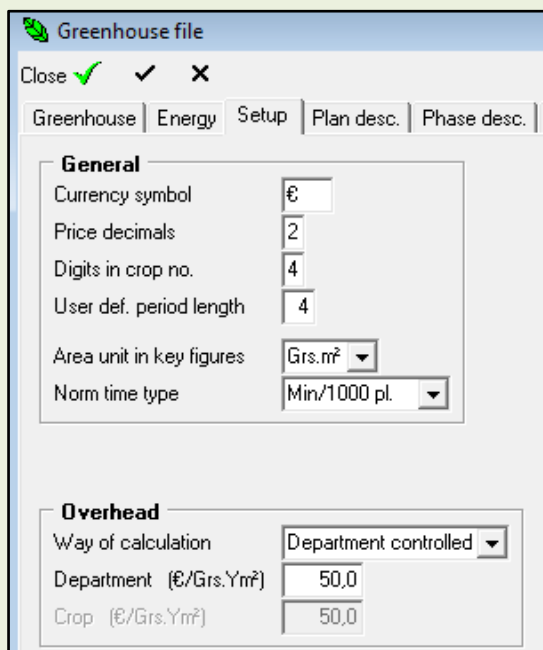 Greenhouse file
Close
Greenhouse Energy Setup Plan desc. Phase desc.
General
Currency symbol €
Price decimals 2
Digits in crop no. 4
User def. period length 4
Area unit in key figures Grs.m²
Norm time type Min/1000 pl.
Overhead
Way of calculation Department controlled
Department (€/Grs.Ym²) 50,0
Crop (€/Grs.Ym²) 50,0